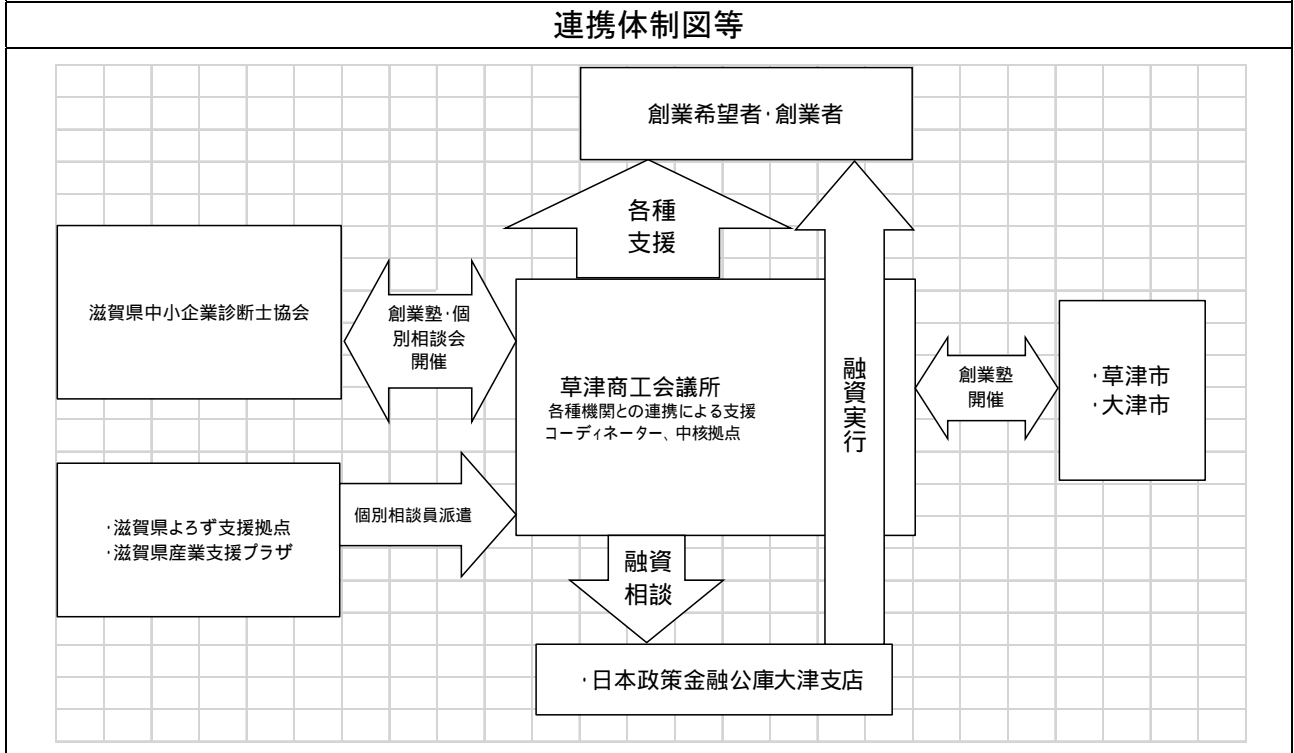 連携体制図等
創業希望者・創業者
各種
支援
滋賀県中小企業診断士協会
創業塾・個
別相談会
開催
草津商工会議所
各種機関との連携による支援
コーディネーター、中核拠点
融資実行
創業塾
開催
・草津市
・大津市
・滋賀県よろず支援拠点
・滋賀県産業支援プラザ
個別相談員派遣
融資
相談
・日本政策金融公庫大津支店